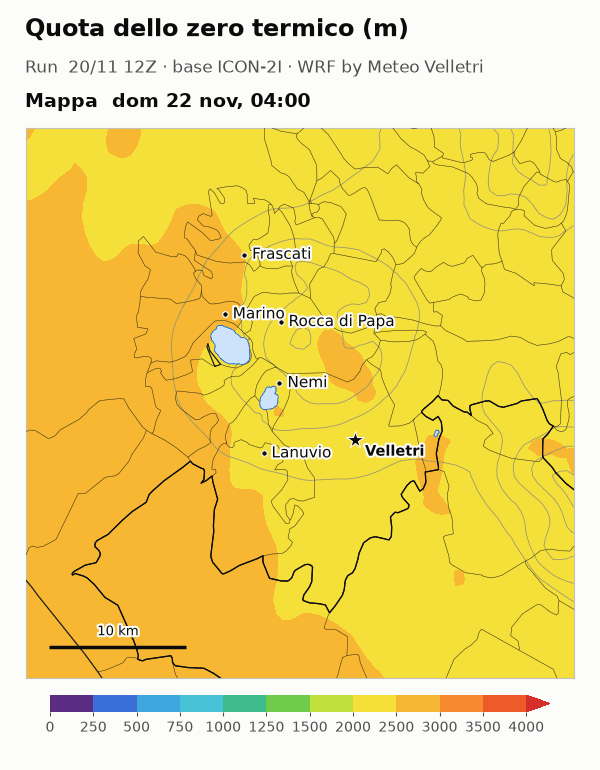 Quota dello zero termico (m)
Run 20/11 12Z · base ICON-2I · WRF by Meteo Velletri
Mappa dom 22 nov, 04:00
Frascati
Marino
Rocca di Papa
Nemi
Velletri
Lanuvio
10 km
0 250 500 750 1000 1250 1500 2000 2500 3000 3500 4000